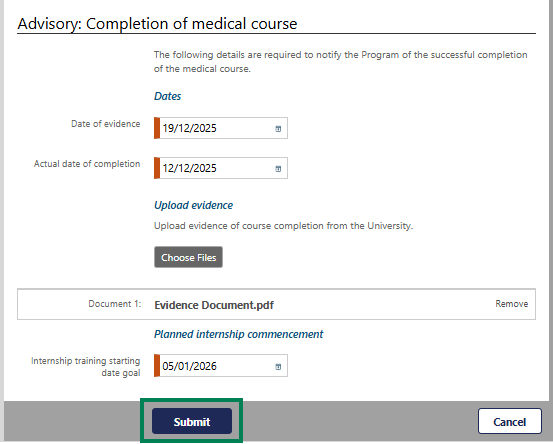 Advisory: Completion of medical course
The following details are required to notify the Program of the successful completion
of the medical course.
Dates
Date of evidence
19/12/2025
Actual date of completion
12/12/2025
Upload evidence
Upload evidence of course completion from the University.
Choose Files
Document 1: Evidence Document.pdf Remove
Planned internship commencement
Internship training starting
date goal
05/01/2026
Submit Cancel